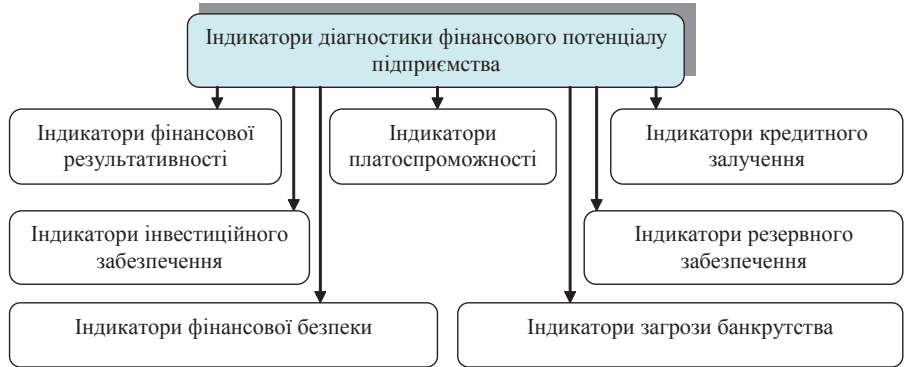 Індикатори діагностики фінансового потенціалу
підприємства
Індикатори фінансової
результативності
Індикатори
платоспроможності
Індикатори кредитного
залучення
Індикатори інвестиційного
забезпечення
Індикатори резервного
забезпечення
Індикатори фінансової безпеки
Індикатори загрози банкрутства